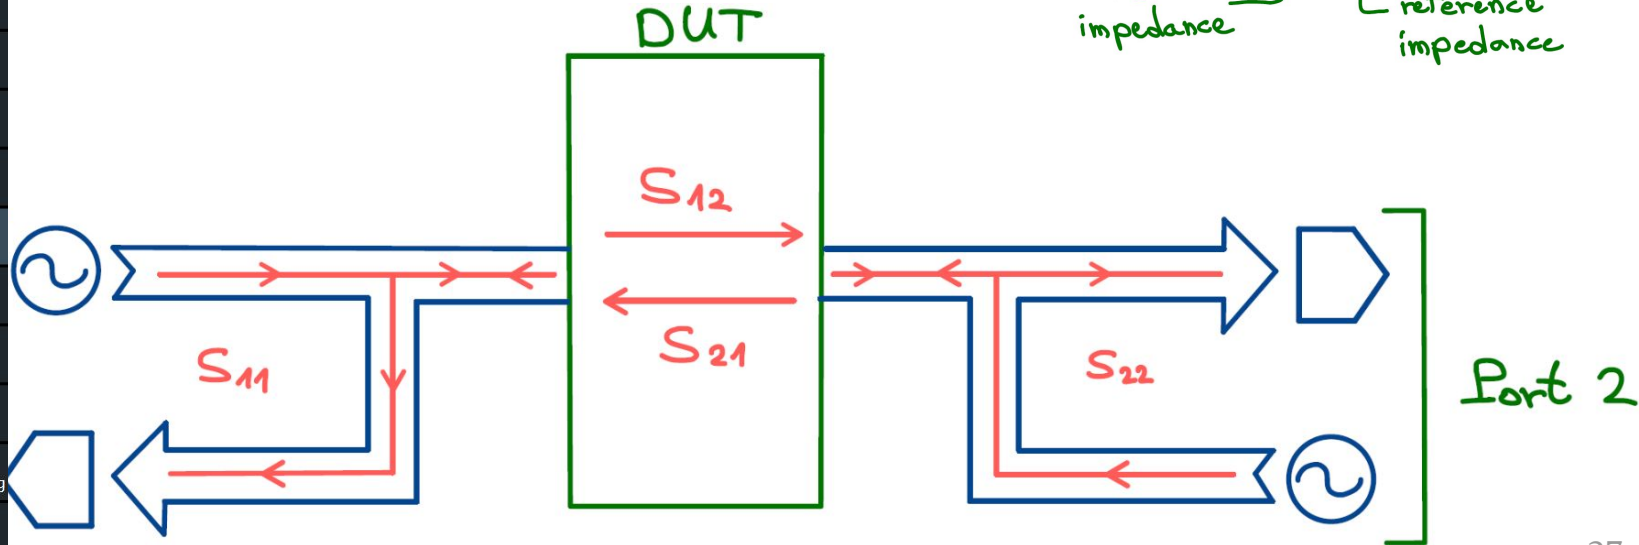 DUT
impedance
reference
impedance
S12
S21
S11
S22
Port 2